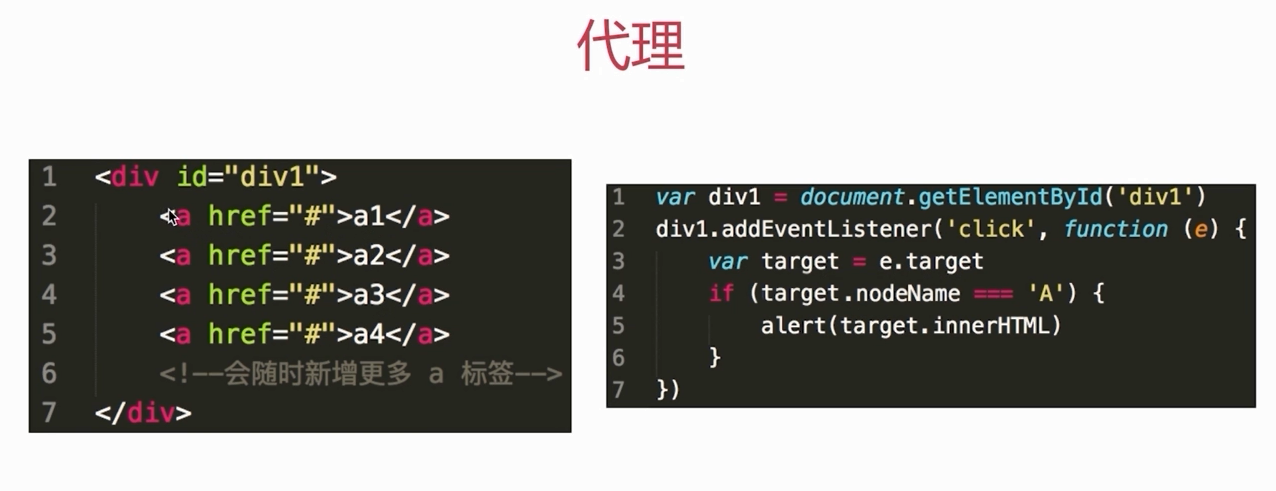 代理
1 <div id="div1">
2 <a href="#">a1</a>
3 <a href="#">a2</a>
4 <a href="#">a3</a>
5 <a href="#">a4</a>
6 <!--会随时新增更多 a 标签-->
7 </div>
1 var div1 = document.getElementById('div1')
2 div1.addEventListener('click', function (e) {
3 var target = e.target
4 if (target.nodeName === 'A') {
5 alert(target.innerHTML)
6 }
7 })